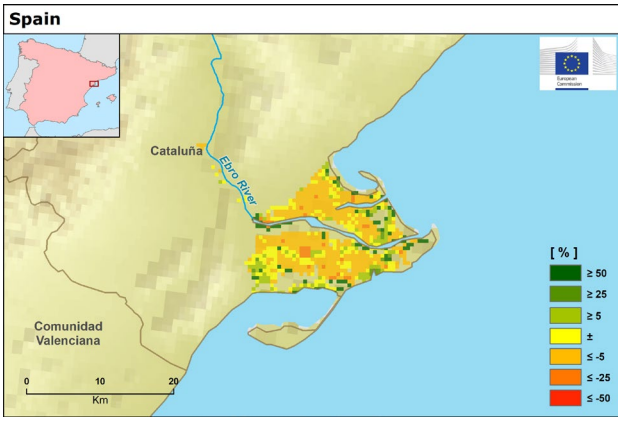 Spain
European
Commission
Cataluña
Ebro River
[ % ]
≥ 50
≥ 25
≥ 5
±
≤ -5
≤ -25
≤ -50
Comunidad
Valenciana
0 10 20
Km